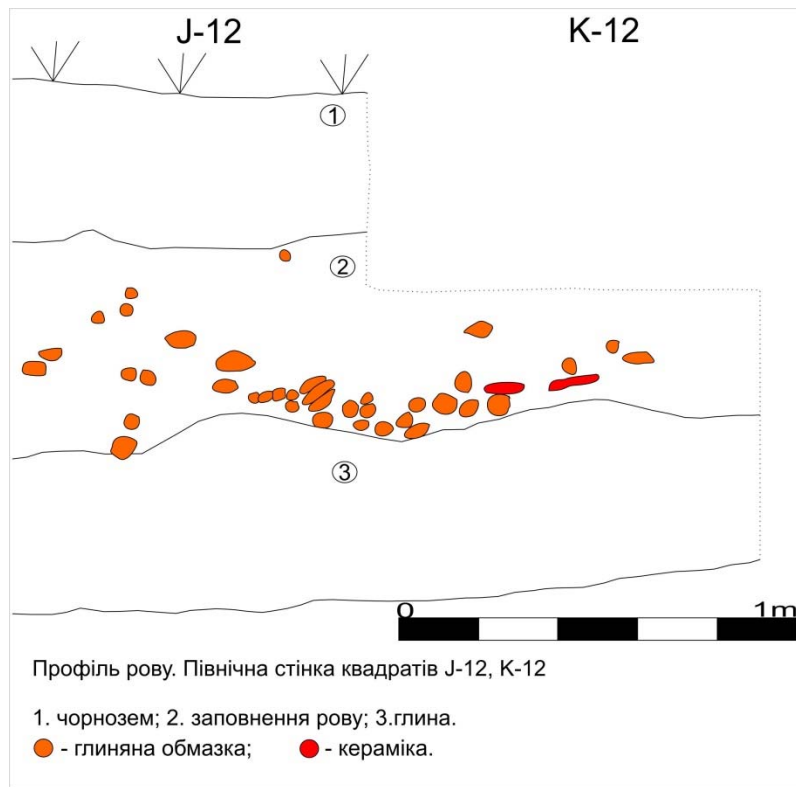 J-12 K-12
1
2
3
0 1m
Профіль рову. Північна стінка квадратів J-12, K-12
1. чорнозем; 2. заповнення рову; 3.глина.
- глиняна обмазка; - кераміка.